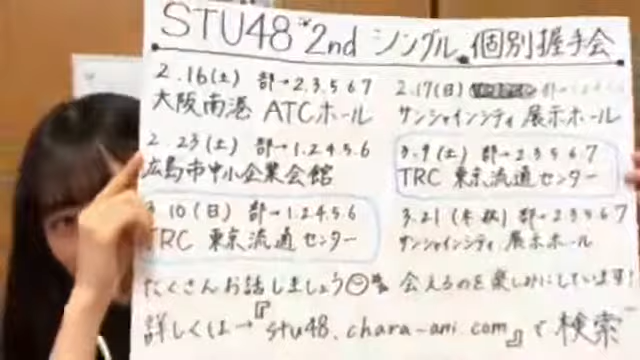 STU48 2nd シングル 個別握手会
2.16(土) 部→2.3.5.6.7
大阪南港 ATCホール
2.17(日) 部→
サンシャインシティ 展示ホール
2.23(土) 部→1.2.4.5.6
広島市中小企業会館
3.9(土) 部→2.3.5.6.7
TRC 東京流通センター
3.10(日) 部→1.2.4.5.6
TRC 東京流通センター
3.21(木祝) 部→2.3.5.6.7
サンシャインシティ 展示ホール
たくさんお話しましょう 会えるのを楽しみにしています!
詳しくは→『stu48.chara-ani.com』で検索